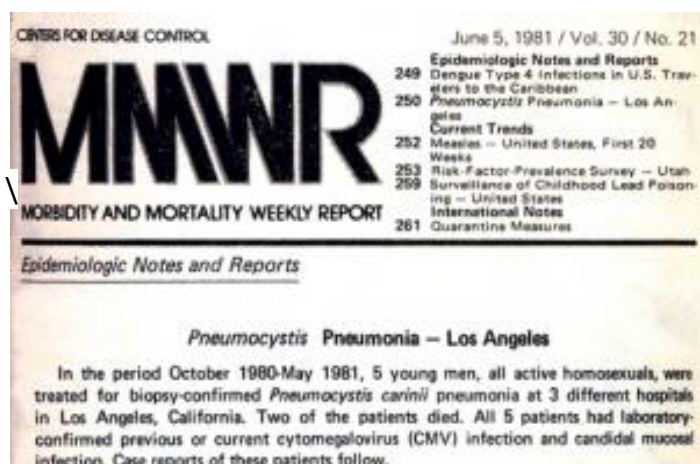 CENTERS FOR DISEASE CONTROL
June 5, 1981 / Vol. 30 / No. 21
MMWR
MORBIDITY AND MORTALITY WEEKLY REPORT
Epidemiologic Notes and Reports
249 Dengue Type 4 Infections in U.S. Trav-
elers to the Caribbean
250 Pneumocystis Pneumonia – Los An-
geles
Current Trends
252 Measles – United States, First 20
Weeks
253 Risk-Factor-Prevalence Survey – Utah
259 Surveillance of Childhood Lead Poison-
ing – United States
International Notes
261 Quarantine Measures
\
Epidemiologic Notes and Reports
Pneumocystis Pneumonia – Los Angeles
In the period October 1980-May 1981, 5 young men, all active homosexuals, were
treated for biopsy-confirmed Pneumocystis carinii pneumonia at 3 different hospitals
in Los Angeles, California. Two of the patients died. All 5 patients had laboratory-
confirmed previous or current cytomegalovirus (CMV) infection and candidal mucosal
infection. Case reports of these patients follow.